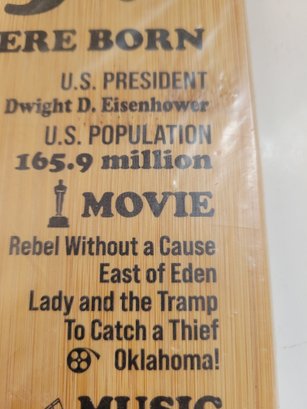 ERE BORN
U.S. PRESIDENT
Dwight D. Eisenhower
U.S. POPULATION
165.9 million
MOVIE
Rebel Without a Cause
East of Eden
Lady and the Tramp
To Catch a Thief
Oklahoma!
MUSIC